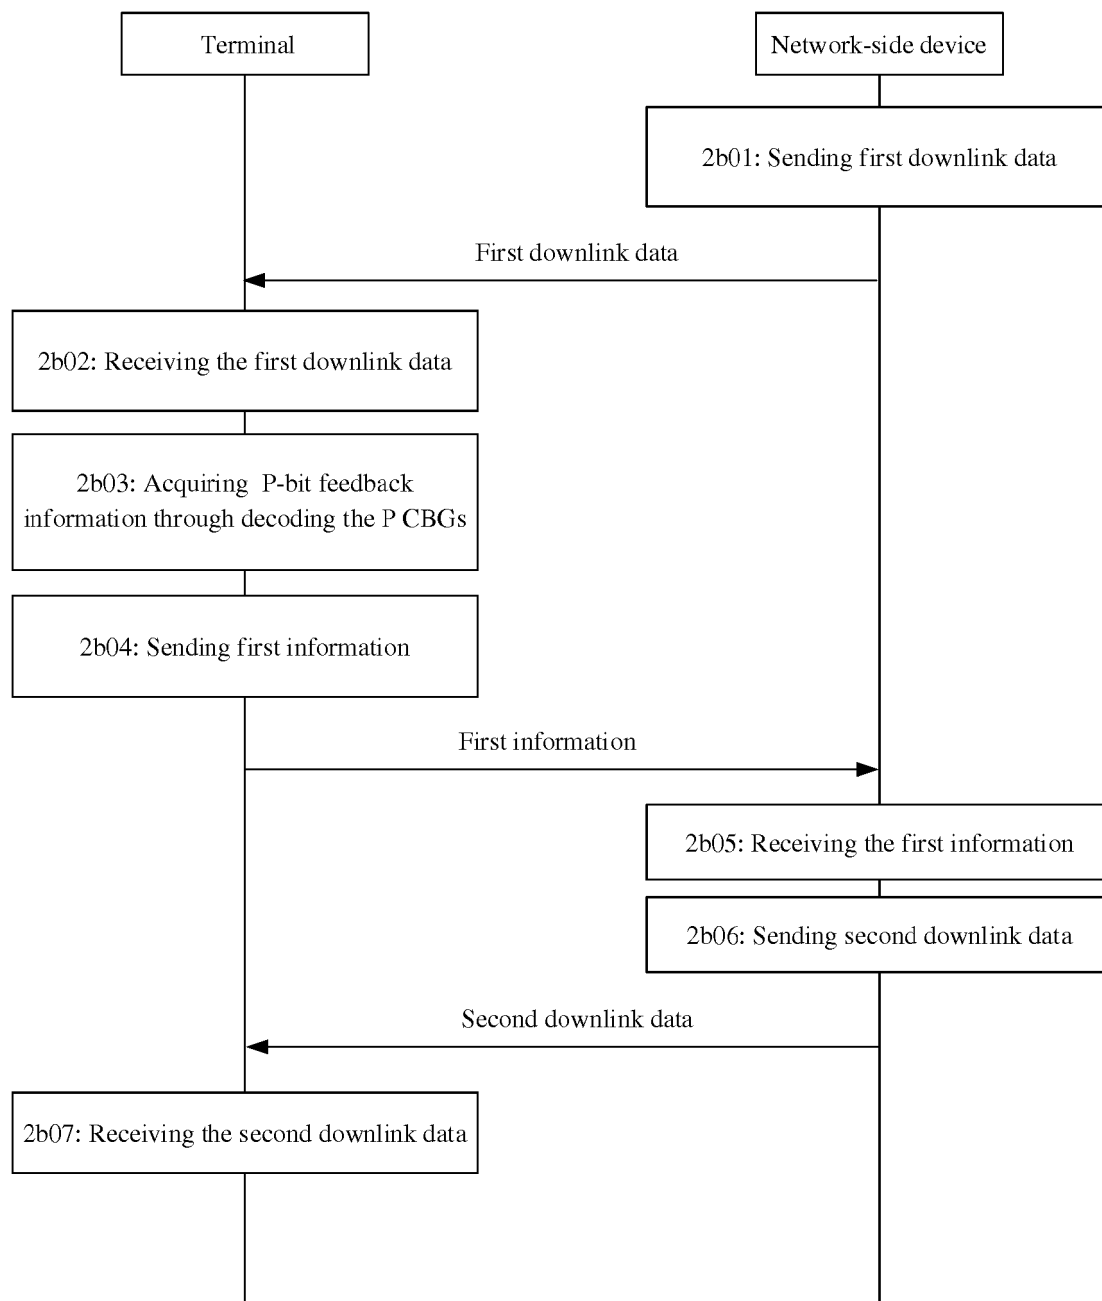 Terminal
Network-side device
2b01: Sending first downlink data
First downlink data
2b02: Receiving the first downlink data
2b03: Acquiring P-bit feedback
information through decoding the P CBGs
2b04: Sending first information
First information
2b05: Receiving the first information
2b06: Sending second downlink data
Second downlink data
2b07: Receiving the second downlink data